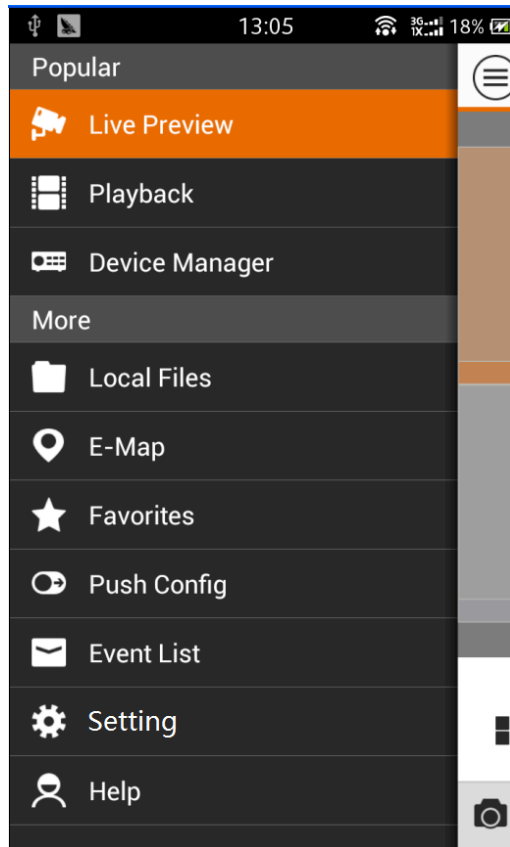 13:05 3G 1X 18%
Popular
Live Preview
Playback
Device Manager
More
Local Files
E-Map
Favorites
Push Config
Event List
Setting
Help